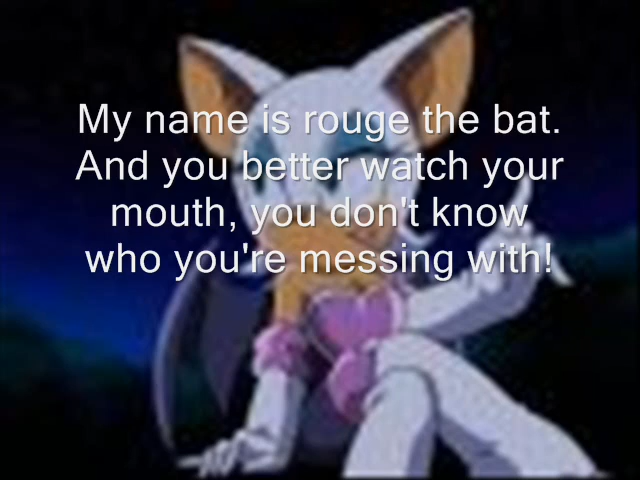 My name is rouge the bat.
And you better watch your
mouth, you don't know
who you're messing with!